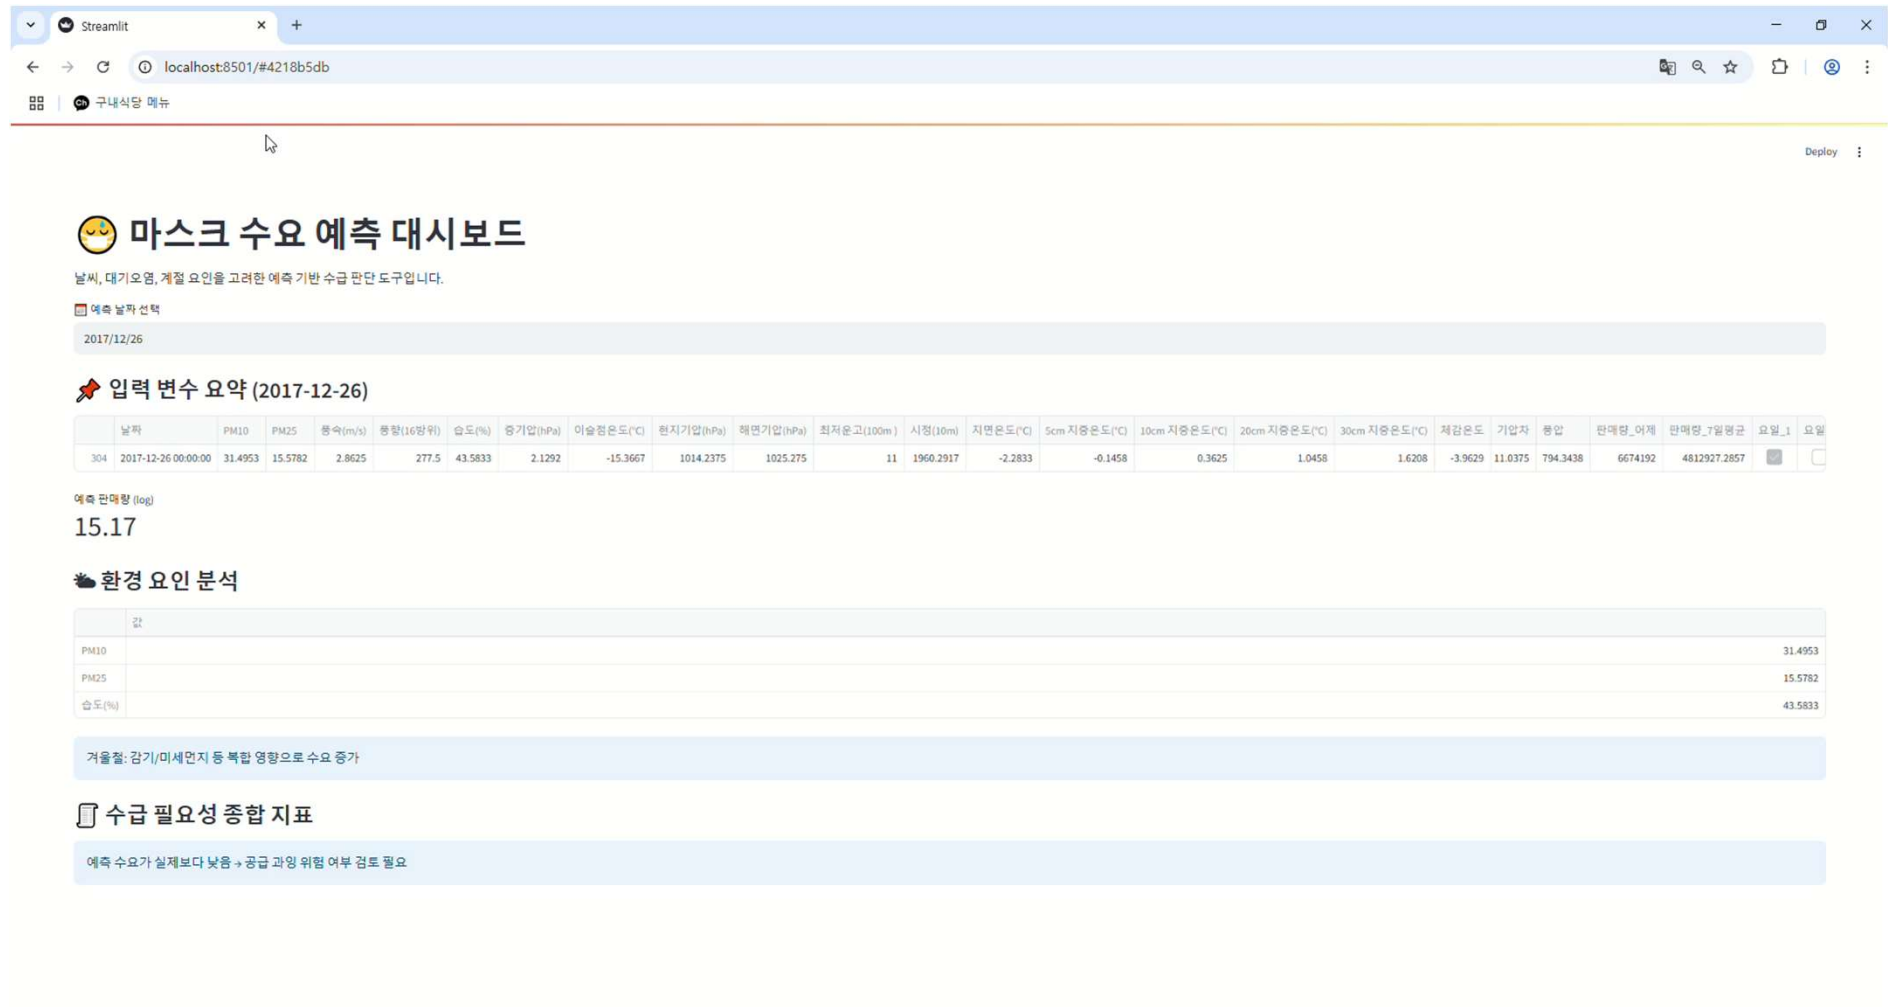 Streamlit
localhost:8501/#4218b5db
Ch 구내식당 메뉴
Deploy
마스크 수요 예측 대시보드
날씨, 대기오염, 계절 요인을 고려한 예측 기반 수급 판단 도구입니다.
예측 날짜 선택
2017/12/26
입력 변수 요약 (2017-12-26)
날짜 PM10 PM25 풍속(m/s) 풍향(16방위) 습도(%) 증기압(hPa) 이슬점온도(°C) 현지기압(hPa) 해면기압(hPa) 최저운고(100m ) 시정(10m) 지면온도(°C) 5cm 지중온도(°C) 10cm 지중온도(°C) 20cm 지중온도(°C) 30cm 지중온도(°C) 체감온도 기압차 풍압 판매량_어제 판매량_7일평균 요일_1 요일
304 2017-12-26 00:00:00 31.4953 15.5782 2.8625 277.5 43.5833 2.1292 -15.3667 1014.2375 1025.275 11 1960.2917 -2.2833 -0.1458 0.3625 1.0458 1.6208 -3.9629 11.0375 794.3438 6674192 4812927.2857
예측 판매량 (log)
15.17
환경 요인 분석
값
PM10 31.4953
PM25 15.5782
습도(%) 43.5833
겨울철: 감기/미세먼지 등 복합 영향으로 수요 증가
수급 필요성 종합 지표
예측 수요가 실제보다 낮음 → 공급 과잉 위험 여부 검토 필요